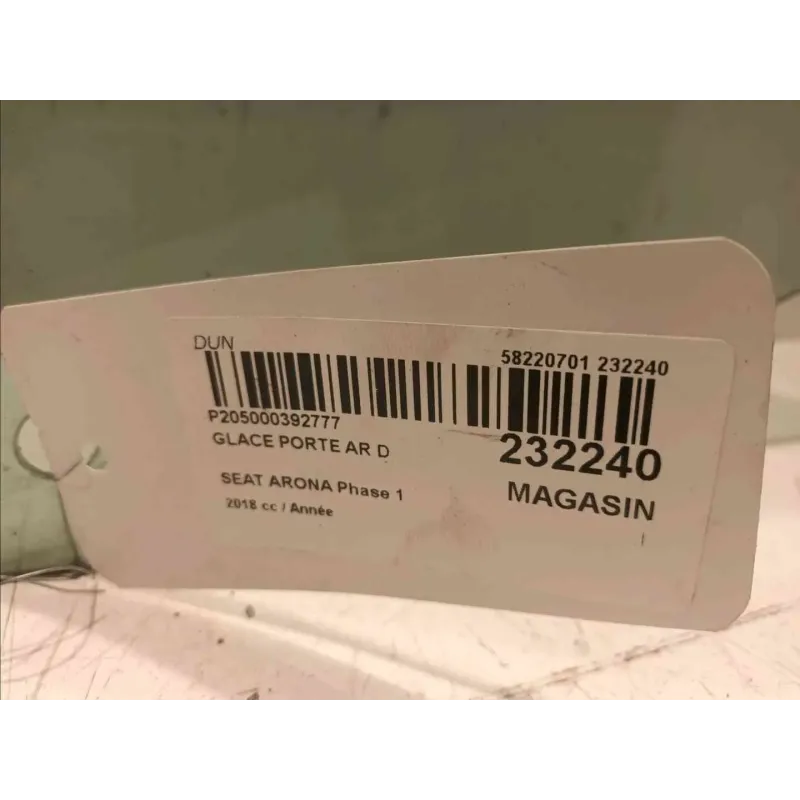 DUN
58220701 232240
P205000392777
GLACE PORTE AR D
232240
SEAT ARONA Phase 1
MAGASIN
2018 cc / Année